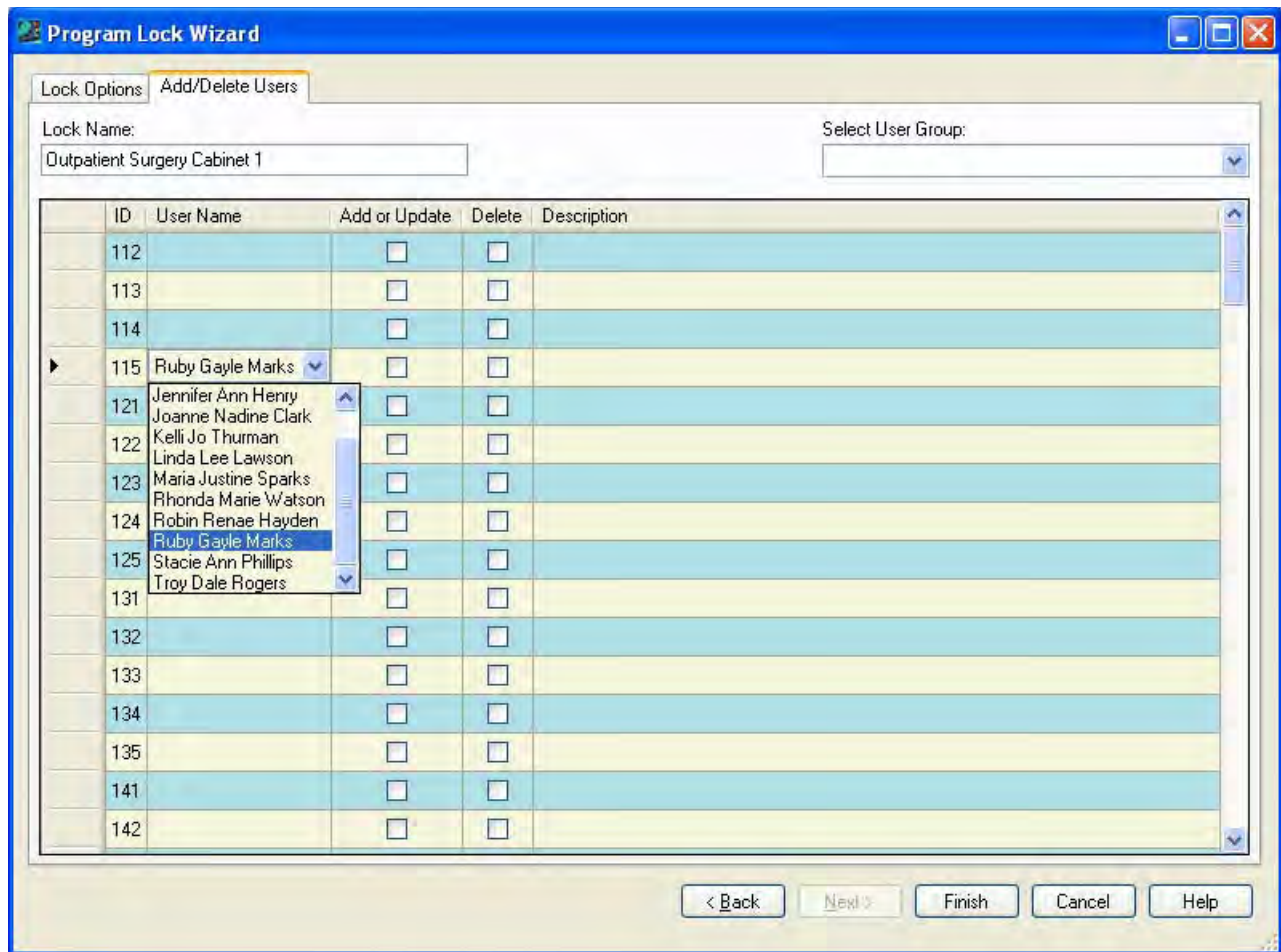 Program Lock Wizard
Lock Options Add/Delete Users
Lock Name: Select User Group:
Outpatient Surgery Cabinet 1
ID User Name Add or Update Delete Description
112
113
114
115 Ruby Gayle Marks
Jennifer Ann Henry
121
Joanne Nadine Clark
Kelli Jo Thurman
122
Linda Lee Lawson
Maria Justine Sparks
123
Rhonda Marie Watson
124 Robin Renae Hayden
Ruby Gayle Marks
125 Stacie Ann Phillips
Troy Dale Rogers
131
132
133
134
135
141
142
< Back Next > Finish Cancel Help